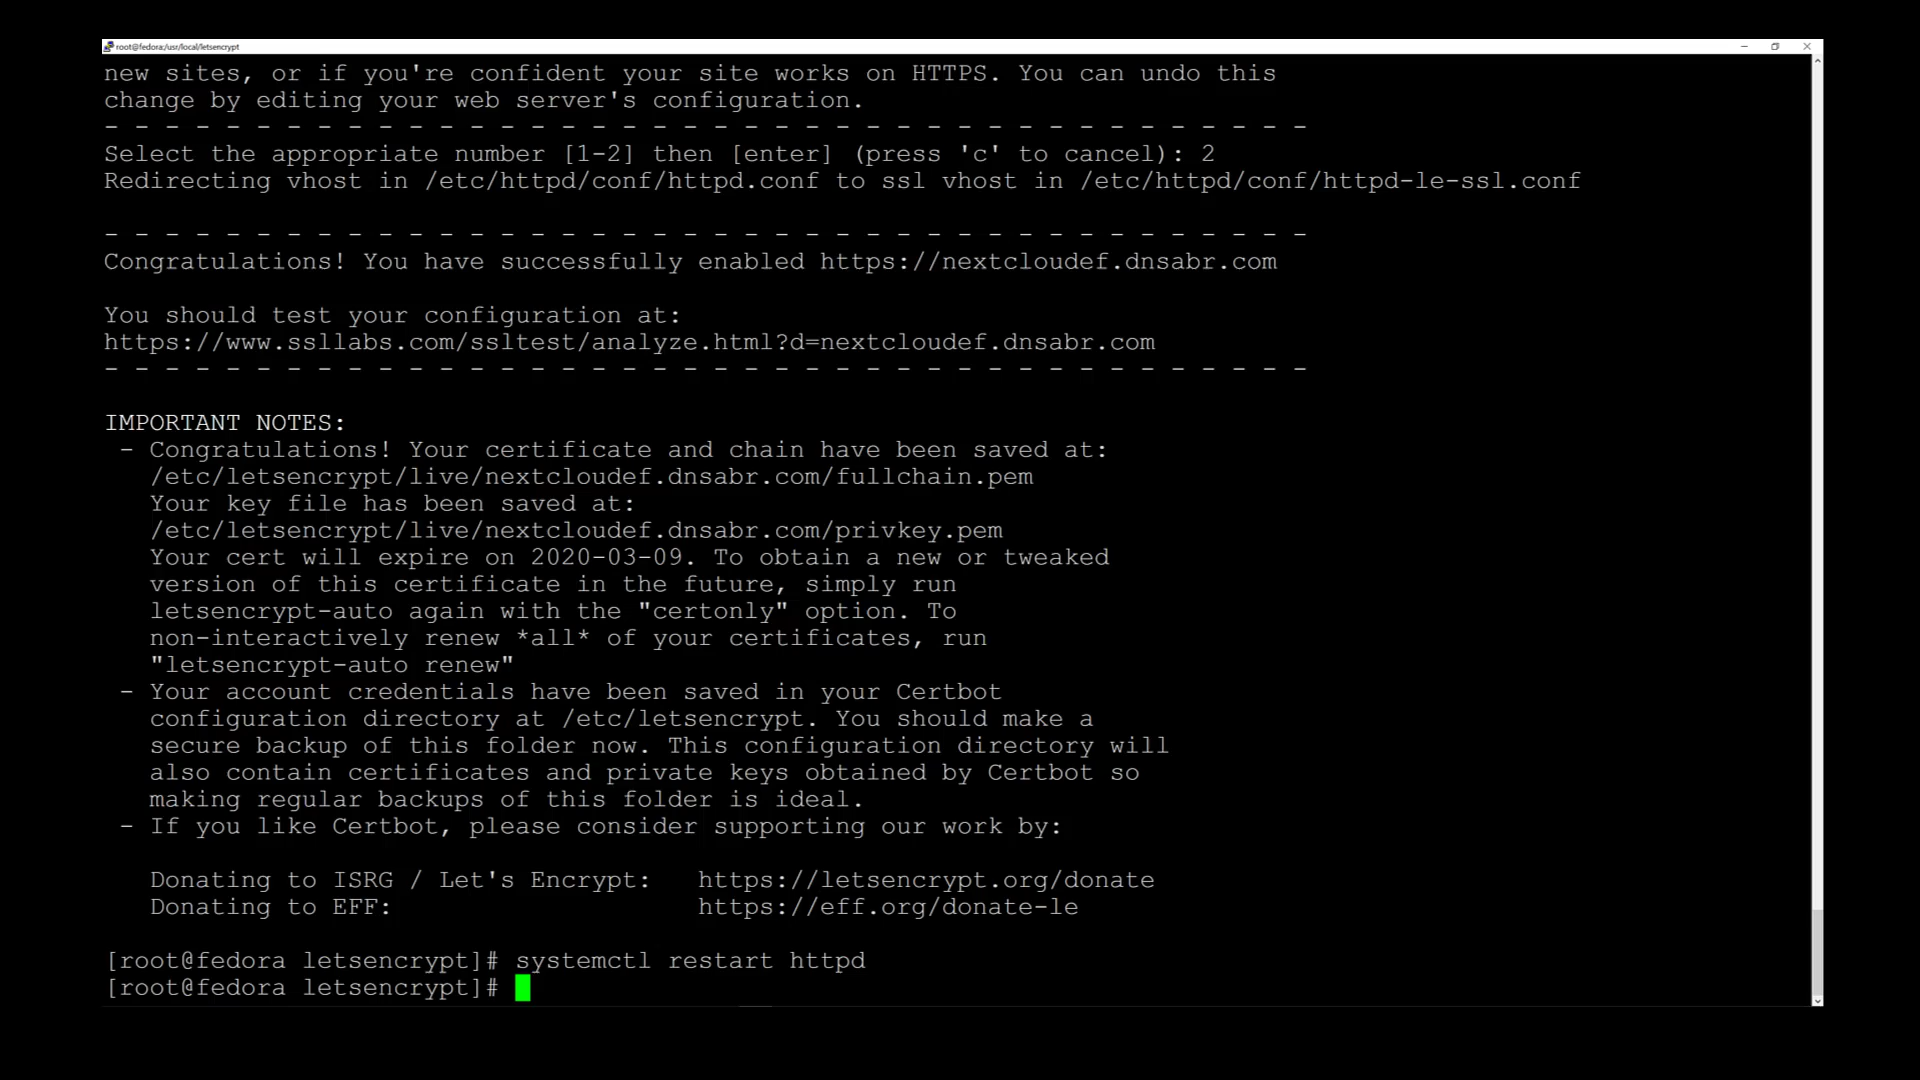 root@fedora:/usr/local/letsencrypt
new sites, or if you're confident your site works on HTTPS. You can undo this
change by editing your web server's configuration.
- - - - - - - - - - - - - - - - - - - - - - - - - - - - - - - - - - - - - - - -
Select the appropriate number [1-2] then [enter] (press 'c' to cancel): 2
Redirecting vhost in /etc/httpd/conf/httpd.conf to ssl vhost in /etc/httpd/conf/httpd-le-ssl.conf
- - - - - - - - - - - - - - - - - - - - - - - - - - - - - - - - - - - - - - - -
Congratulations! You have successfully enabled https://nextcloudef.dnsabr.com
You should test your configuration at:
https://www.ssllabs.com/ssltest/analyze.html?d=nextcloudef.dnsabr.com
- - - - - - - - - - - - - - - - - - - - - - - - - - - - - - - - - - - - - - - -
IMPORTANT NOTES:
- Congratulations! Your certificate and chain have been saved at:
/etc/letsencrypt/live/nextcloudef.dnsabr.com/fullchain.pem
Your key file has been saved at:
/etc/letsencrypt/live/nextcloudef.dnsabr.com/privkey.pem
Your cert will expire on 2020-03-09. To obtain a new or tweaked
version of this certificate in the future, simply run
letsencrypt-auto again with the "certonly" option. To
non-interactively renew *all* of your certificates, run
"letsencrypt-auto renew"
- Your account credentials have been saved in your Certbot
configuration directory at /etc/letsencrypt. You should make a
secure backup of this folder now. This configuration directory will
also contain certificates and private keys obtained by Certbot so
making regular backups of this folder is ideal.
- If you like Certbot, please consider supporting our work by:
Donating to ISRG / Let's Encrypt:   https://letsencrypt.org/donate
Donating to EFF:                    https://eff.org/donate-le
[root@fedora letsencrypt]# systemctl restart httpd
[root@fedora letsencrypt]#